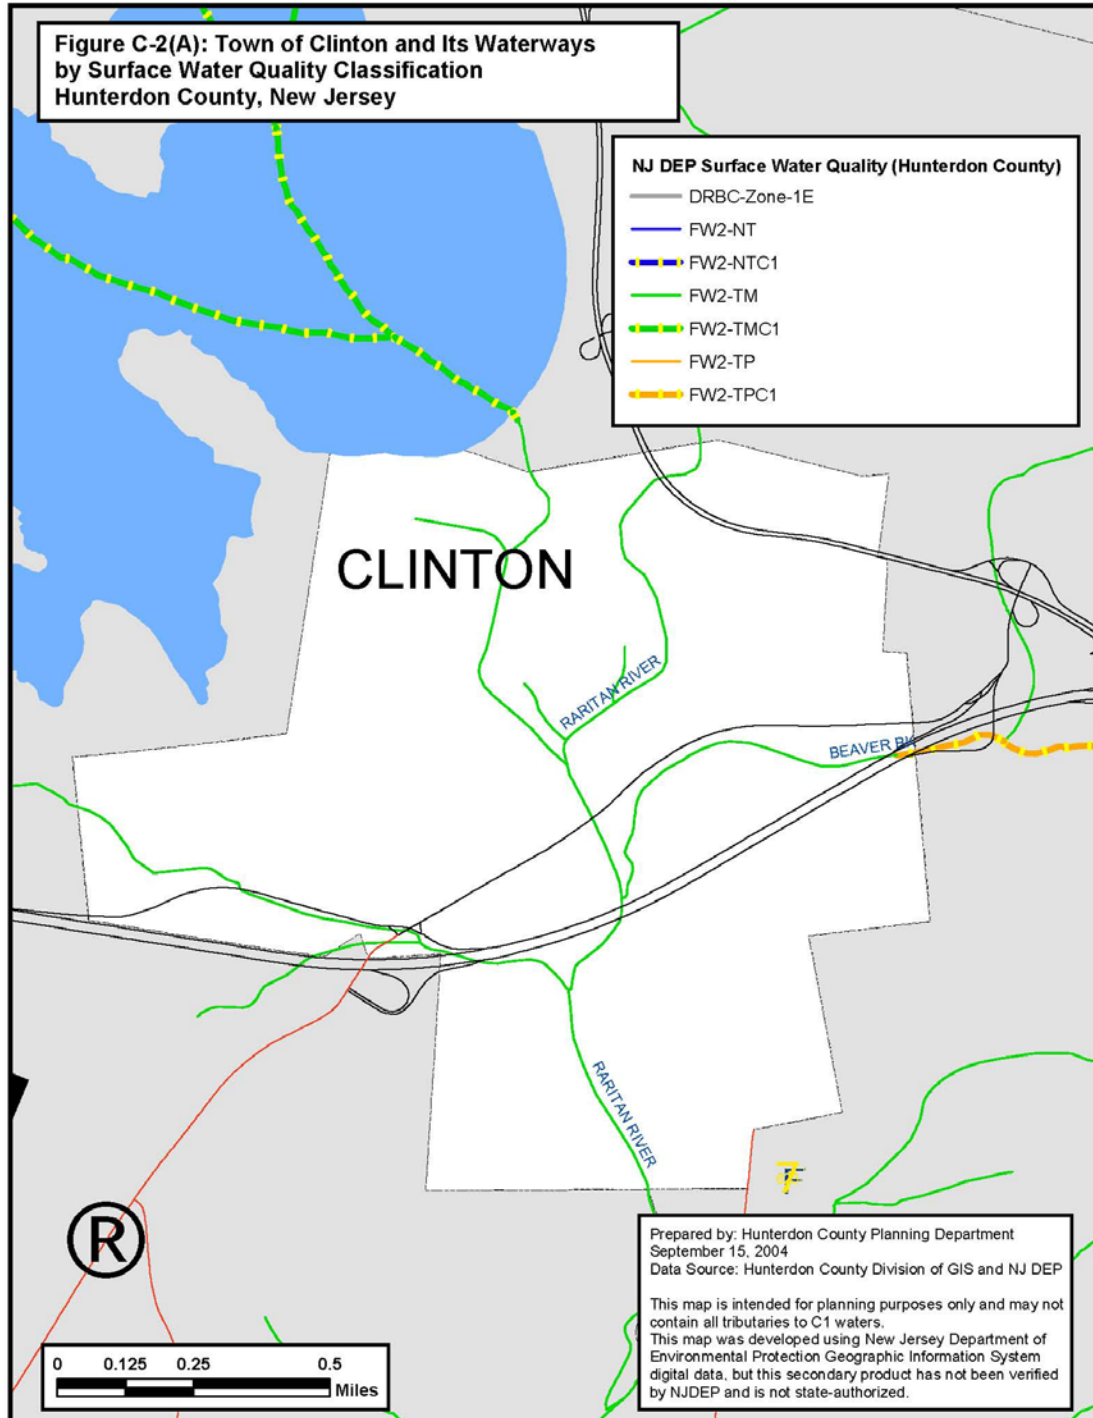 Figure C-2(A): Town of Clinton and Its Waterways
by Surface Water Quality Classification
Hunterdon County, New Jersey
NJ DEP Surface Water Quality (Hunterdon County)
DRBC-Zone-1E
FW2-NT
FW2-NTC1
FW2-TM
FW2-TMC1
FW2-TP
FW2-TPC1
CLINTON
RARITAN RIVER
BEAVER BK
RARITAN RIVER
R
Prepared by: Hunterdon County Planning Department
September 15, 2004
Data Source: Hunterdon County Division of GIS and NJ DEP
This map is intended for planning purposes only and may not
contain all tributaries to C1 waters.
This map was developed using New Jersey Department of
Environmental Protection Geographic Information System
digital data, but this secondary product has not been verified
by NJDEP and is not state-authorized.
0 0.125 0.25 0.5
Miles